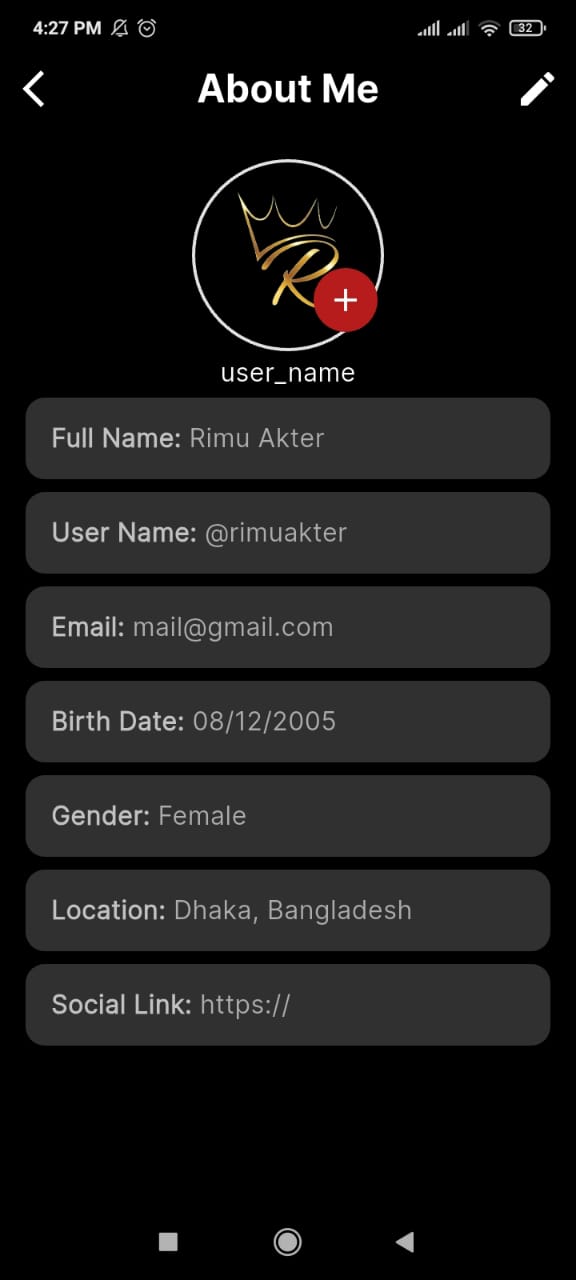 4:27 PM
32
About Me
R
user_name
Full Name: Rimu Akter
User Name: @rimuakter
Email: mail@gmail.com
Birth Date: 08/12/2005
Gender: Female
Location: Dhaka, Bangladesh
Social Link: https://